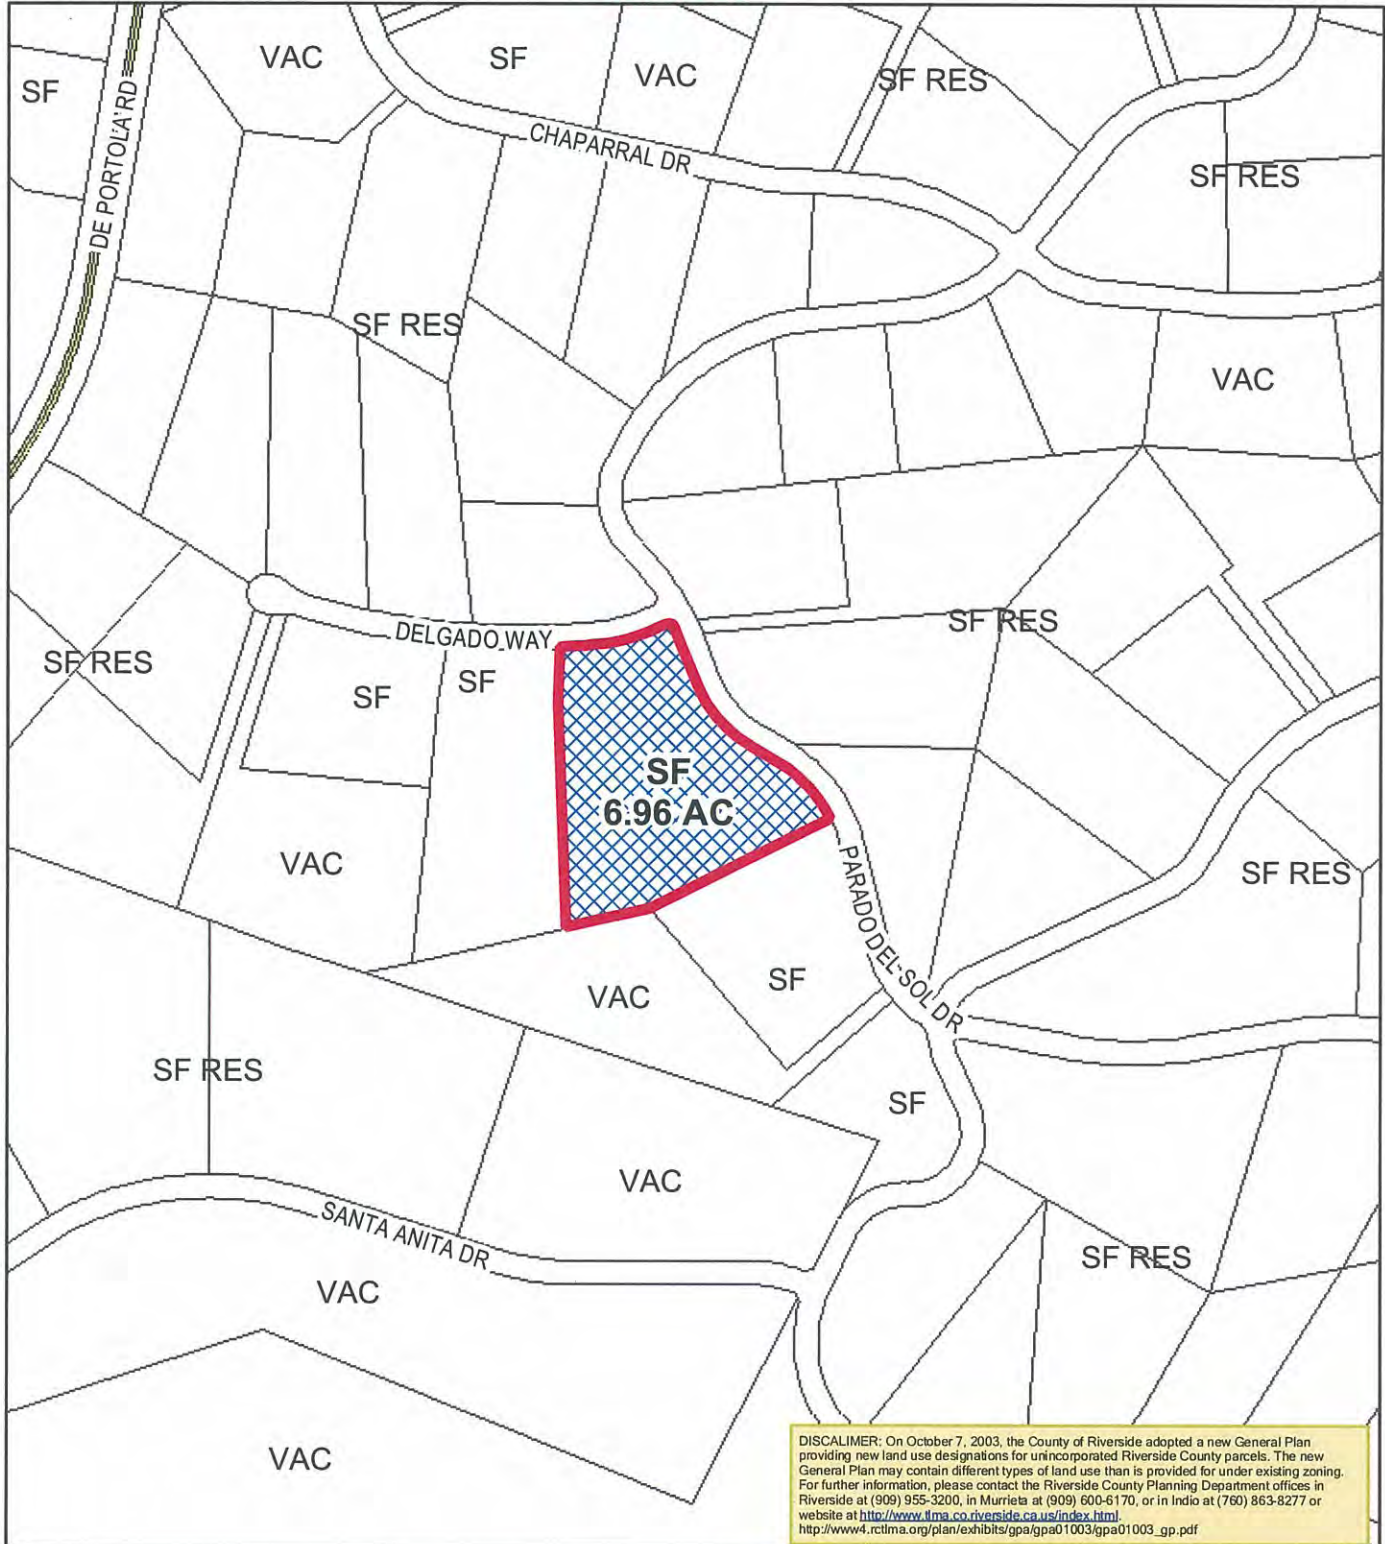 VAC
SF
VAC
SF RES
SF
DE PORTOLA RD
CHAPARRAL DR
SF RES
SF RES
VAC
DELGADO WAY
SF RES
SF RES
SF
SF
SF
6.96 AC
VAC
PARADO DEL SOL DR
SF RES
VAC
SF
SF RES
SF
VAC
SANTA ANITA DR
SF RES
VAC
VAC
DISCALIMER: On October 7, 2003, the County of Riverside adopted a new General Plan
providing new land use designations for unincorporated Riverside County parcels. The new
General Plan may contain different types of land use than is provided for under existing zoning.
For further information, please contact the Riverside County Planning Department offices in
Riverside at (909) 955-3200, in Murrieta at (909) 600-6170, or in Indio at (760) 863-8277 or
website at http://www.tlma.co.riverside.ca.us/index.html.
http://www4.rctlma.org/plan/exhibits/gpa/gpa01003/gpa01003_gp.pdf